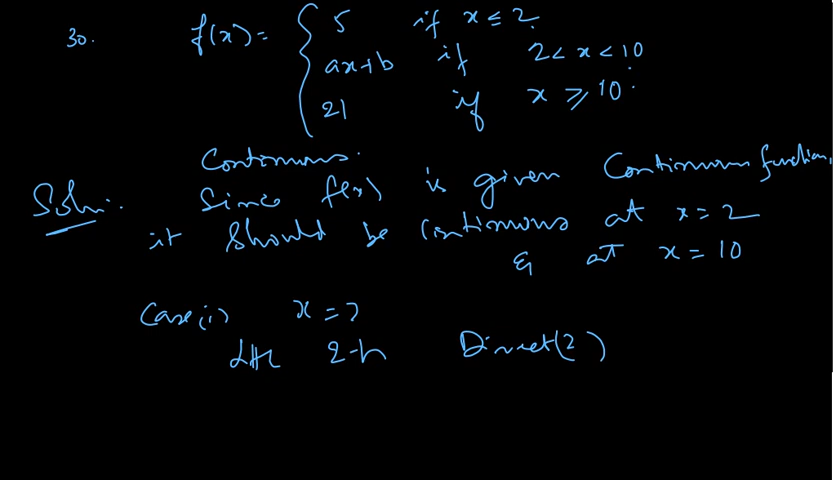 30. f(x) = { 5 if x ≤ 2
ax+b if 2 < x < 10
21 if x ≥ 10.
Continuous.
Soln:. Since f(x) is given Continuous function,
it should be continuous at x = 2
& at x = 10
Case (i) x = 2
LHL 2-h Direct (2)